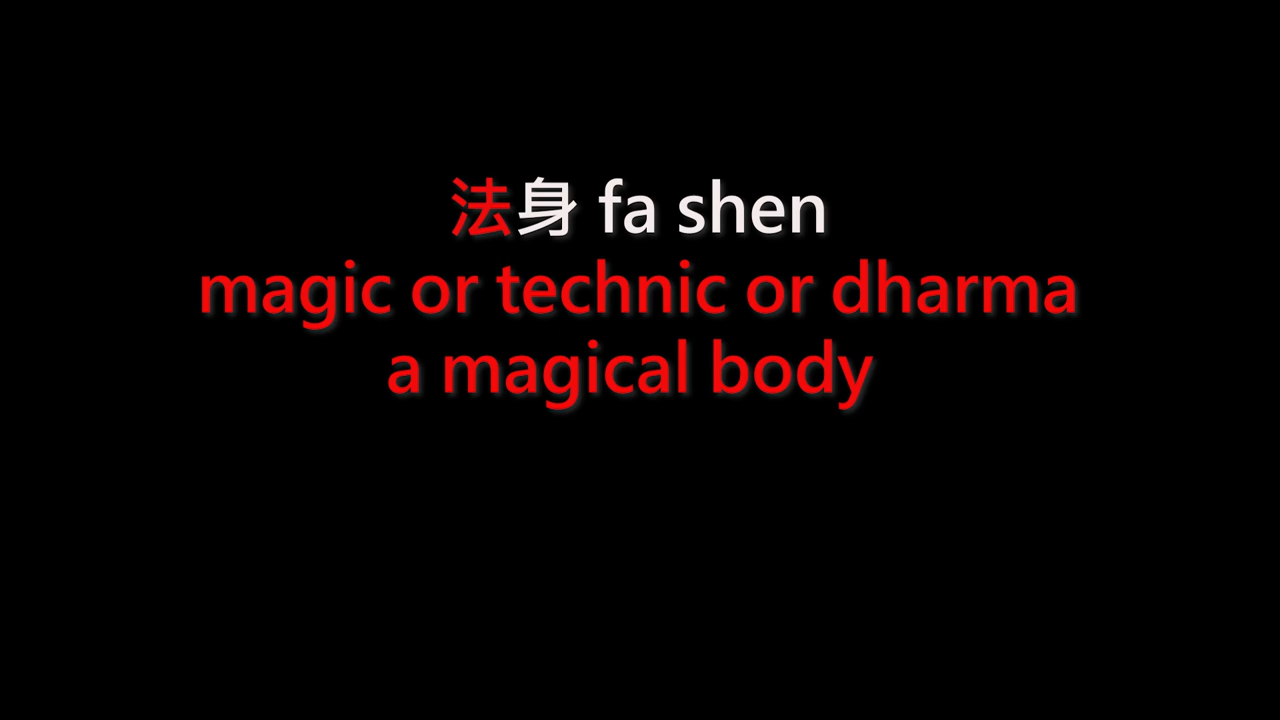 法身 fa shen
magic or technic or dharma
a magical body